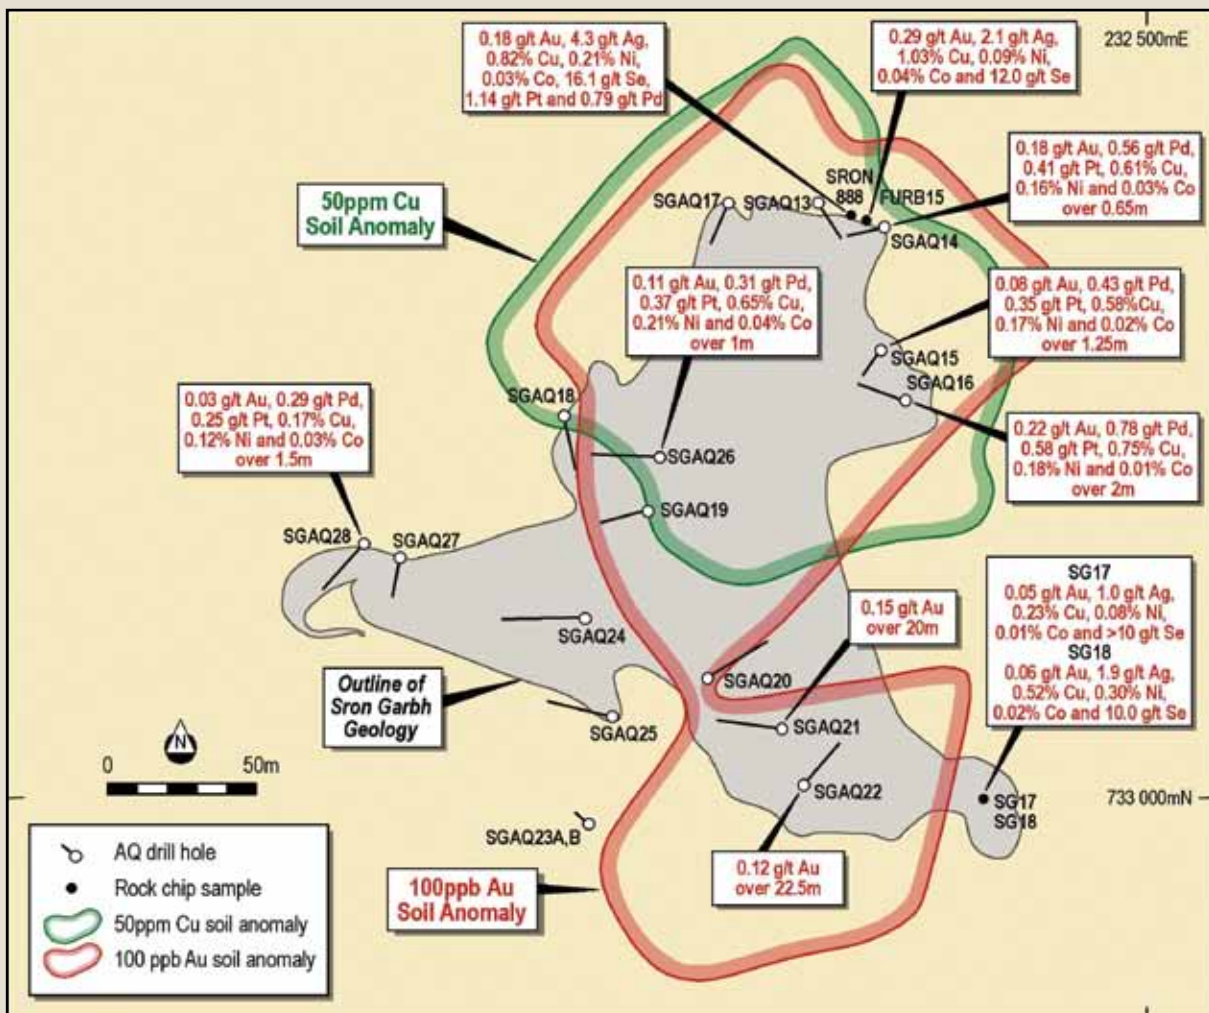 0.18 g/t Au, 4.3 g/t Ag,
0.82% Cu, 0.21% Ni,
0.03% Co, 16.1 g/t Se,
1.14 g/t Pt and 0.79 g/t Pd
0.29 g/t Au, 2.1 g/t Ag,
1.03% Cu, 0.09% Ni,
0.04% Co and 12.0 g/t Se
232 500mE
0.18 g/t Au, 0.56 g/t Pd,
0.41 g/t Pt, 0.61% Cu,
0.16% Ni and 0.03% Co
over 0.65m
50ppm Cu
Soil Anomaly
SRON
888
FURB15
SGAQ17
SGAQ13
SGAQ14
0.11 g/t Au, 0.31 g/t Pd,
0.37 g/t Pt, 0.65% Cu,
0.21% Ni and 0.04% Co
over 1m
0.08 g/t Au, 0.43 g/t Pd,
0.35 g/t Pt, 0.58%Cu,
0.17% Ni and 0.02% Co
over 1.25m
SGAQ15
SGAQ16
SGAQ18
0.03 g/t Au, 0.29 g/t Pd,
0.25 g/t Pt, 0.17% Cu,
0.12% Ni and 0.03% Co
over 1.5m
0.22 g/t Au, 0.78 g/t Pd,
0.58 g/t Pt, 0.75% Cu,
0.18% Ni and 0.01% Co
over 2m
SGAQ26
SGAQ19
SGAQ28
SGAQ27
SG17
0.05 g/t Au, 1.0 g/t Ag,
0.23% Cu, 0.08% Ni,
0.01% Co and >10 g/t Se
SG18
0.06 g/t Au, 1.9 g/t Ag,
0.52% Cu, 0.30% Ni,
0.02% Co and 10.0 g/t Se
0.15 g/t Au
over 20m
SGAQ24
Outline of
Sron Garbh
Geology
SGAQ20
SGAQ25
SGAQ21
N
0 50m
SGAQ22
SG17
SG18
733 000mN
SGAQ23A,B
0.12 g/t Au
over 22.5m
100ppb Au
Soil Anomaly
AQ drill hole
Rock chip sample
50ppm Cu soil anomaly
100 ppb Au soil anomaly